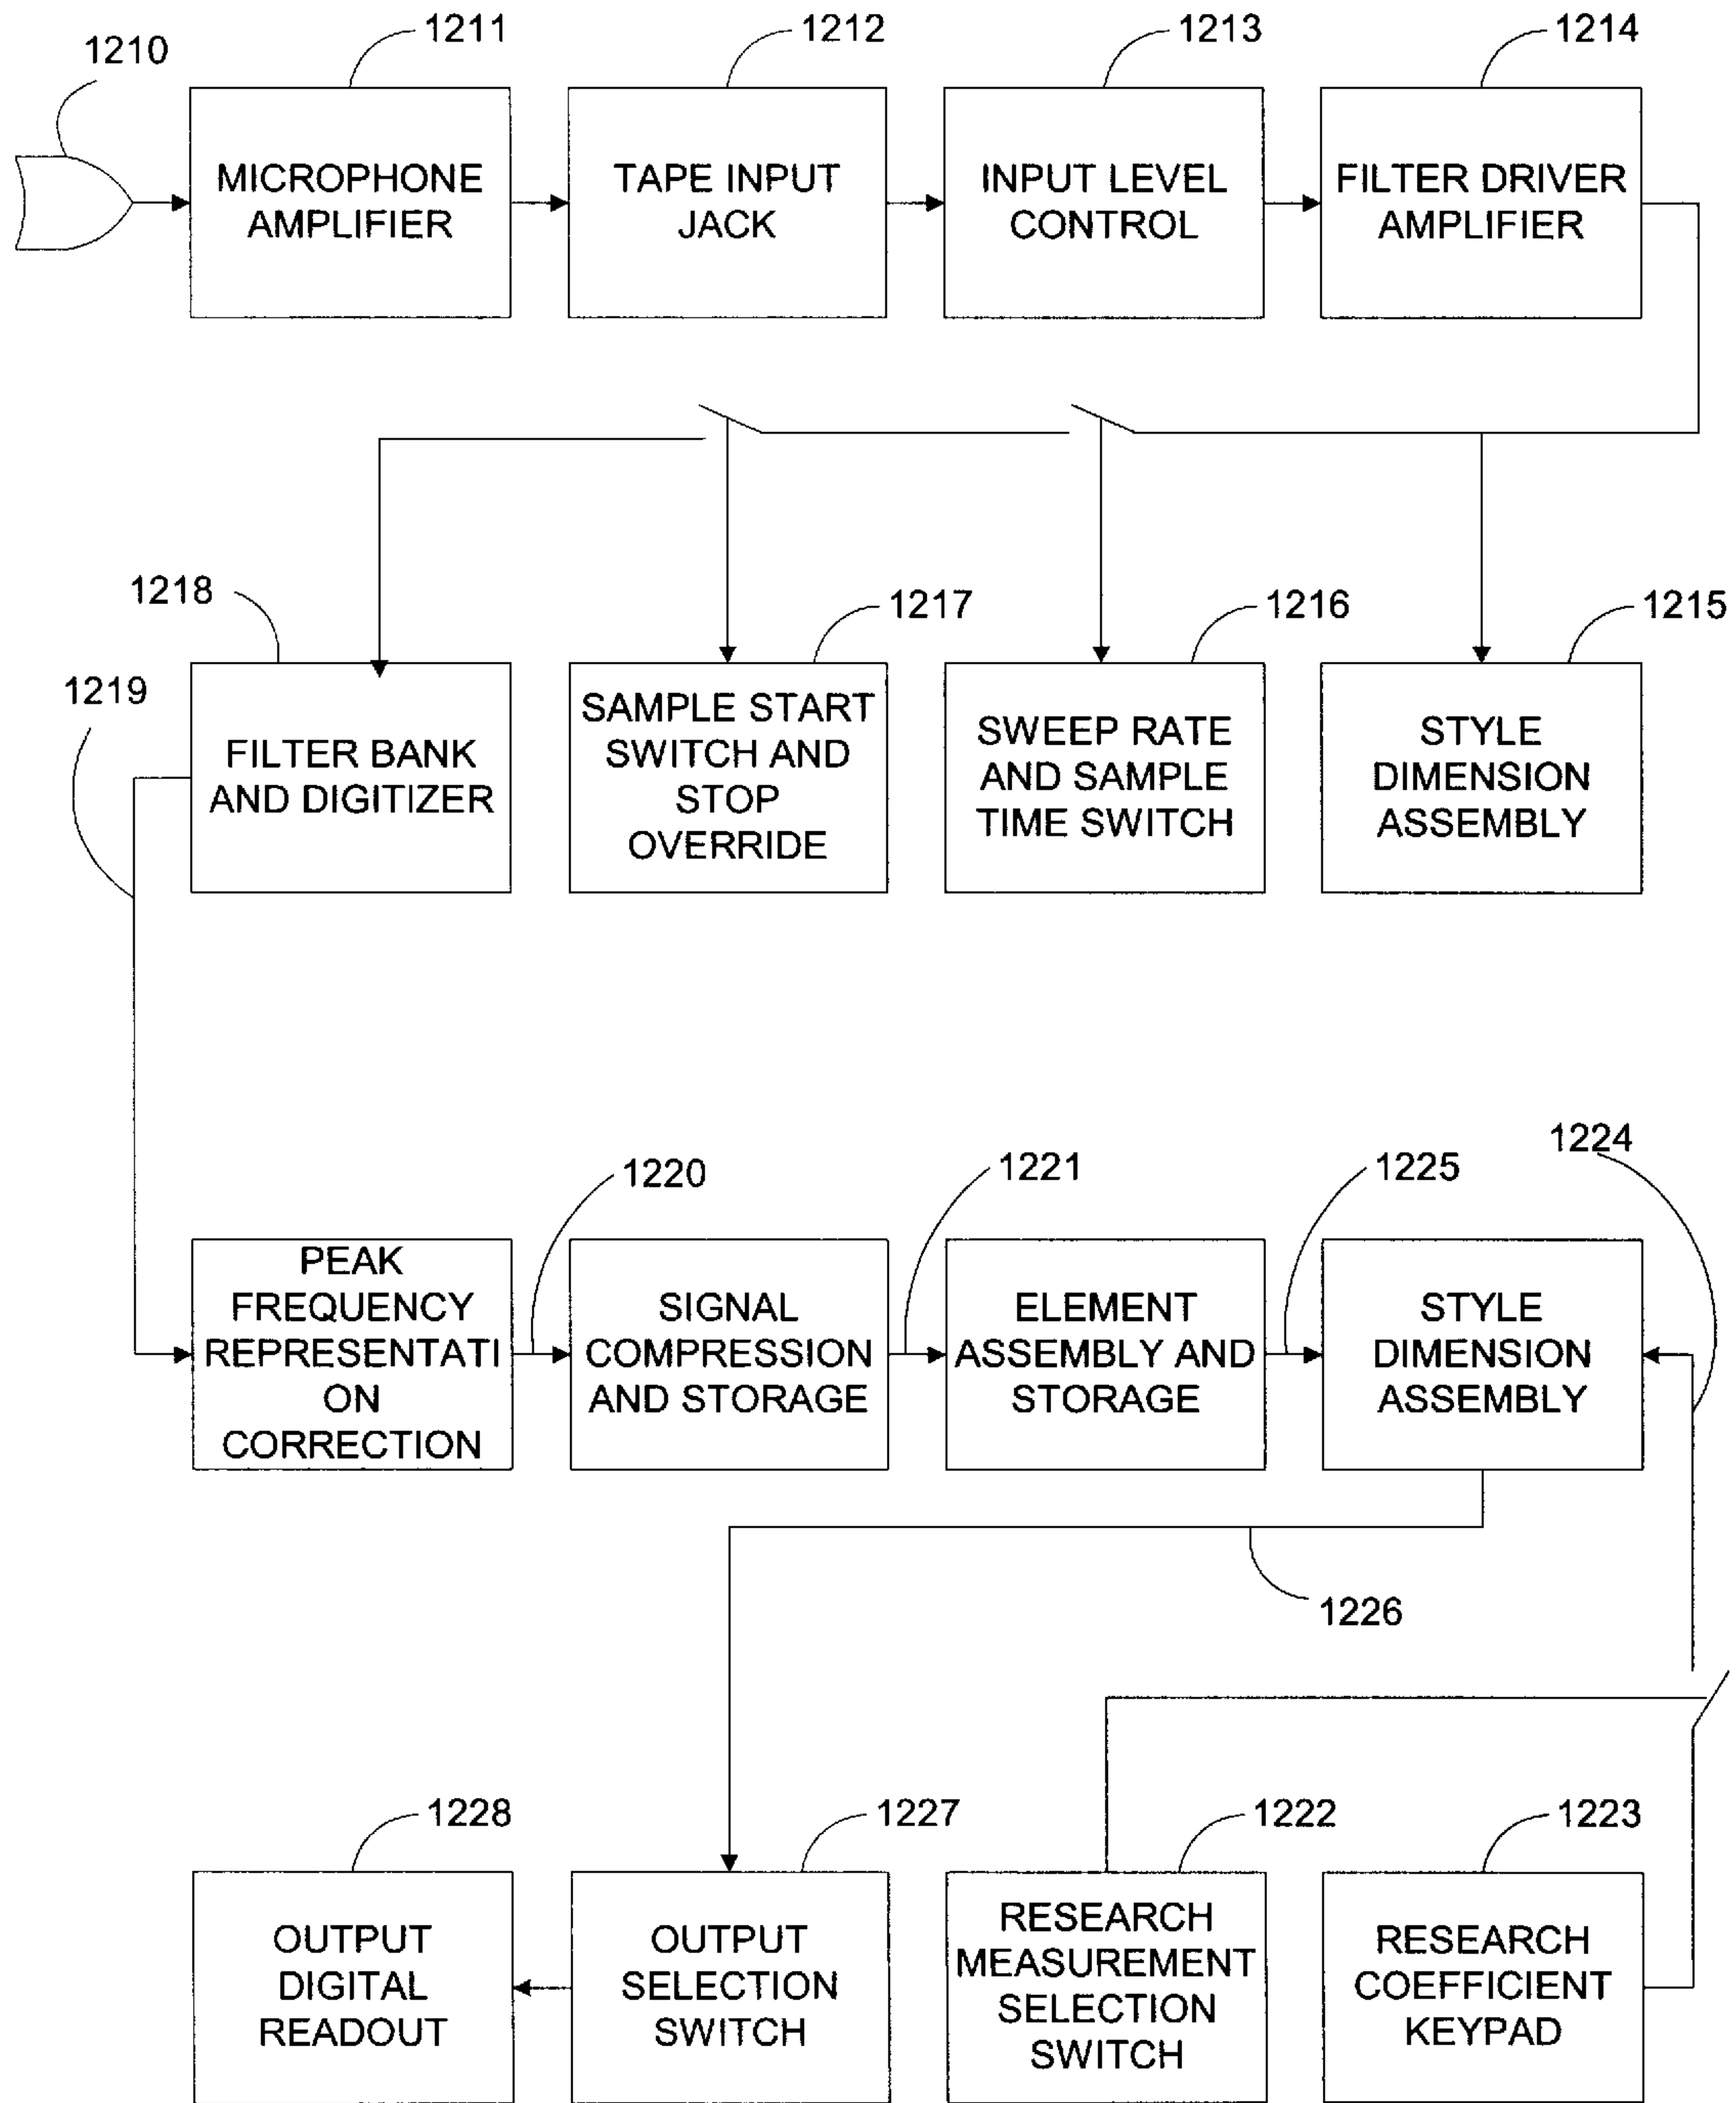 1210
1211
1212
1213
1214
MICROPHONE
AMPLIFIER
TAPE INPUT
JACK
INPUT LEVEL
CONTROL
FILTER DRIVER
AMPLIFIER
1218
1217
1216
1215
1219
FILTER BANK
AND DIGITIZER
SAMPLE START
SWITCH AND
STOP
OVERRIDE
SWEEP RATE
AND SAMPLE
TIME SWITCH
STYLE
DIMENSION
ASSEMBLY
1220
1221
1225
1224
PEAK
FREQUENCY
REPRESENTATI
ON
CORRECTION
SIGNAL
COMPRESSION
AND STORAGE
ELEMENT
ASSEMBLY AND
STORAGE
STYLE
DIMENSION
ASSEMBLY
1226
1228
1227
1222
1223
OUTPUT
DIGITAL
READOUT
OUTPUT
SELECTION
SWITCH
RESEARCH
MEASUREMENT
SELECTION
SWITCH
RESEARCH
COEFFICIENT
KEYPAD